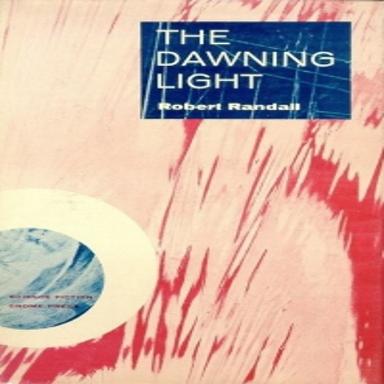 THE
DAWNING
LIGHT
Robert Randall
SCIENCE FICTION
GNOME PRESS